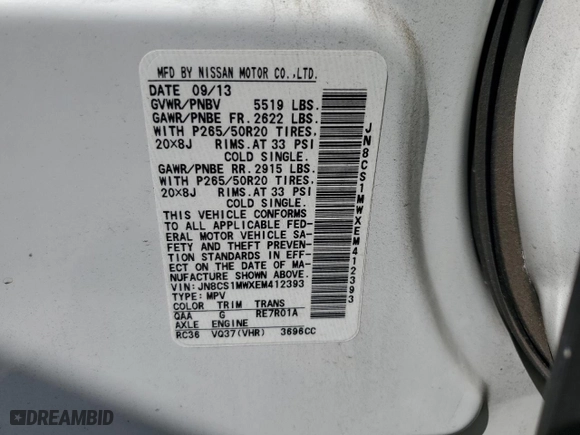 MFD BY NISSAN MOTOR CO.,LTD.
DATE 09/13
GVWR/PNBV 5519 LBS.
GAWR/PNBE FR. 2622 LBS.
WITH P265/50R20 TIRES.
20×8J RIMS. AT 33 PSI
COLD SINGLE.
GAWR/PNBE RR. 2915 LBS.
WITH P265/50R20 TIRES.
20×8J RIMS. AT 33 PSI
COLD SINGLE.
THIS VEHICLE CONFORMS
TO ALL APPLICABLE FED-
ERAL MOTOR VEHICLE SA-
FETY AND THEFT PREVEN-
TION STANDARDS IN EFF-
ECT ON THE DATE OF MA-
NUFACTURE SHOWN ABOVE.
VIN: JN8CS1MWXEM412393
TYPE: MPV
COLOR TRIM TRANS
QAA G RE7R01A
AXLE ENGINE
RC36 VQ37(VHR) 3696CC
JN8CS1MWXEM412393
DREAMBID